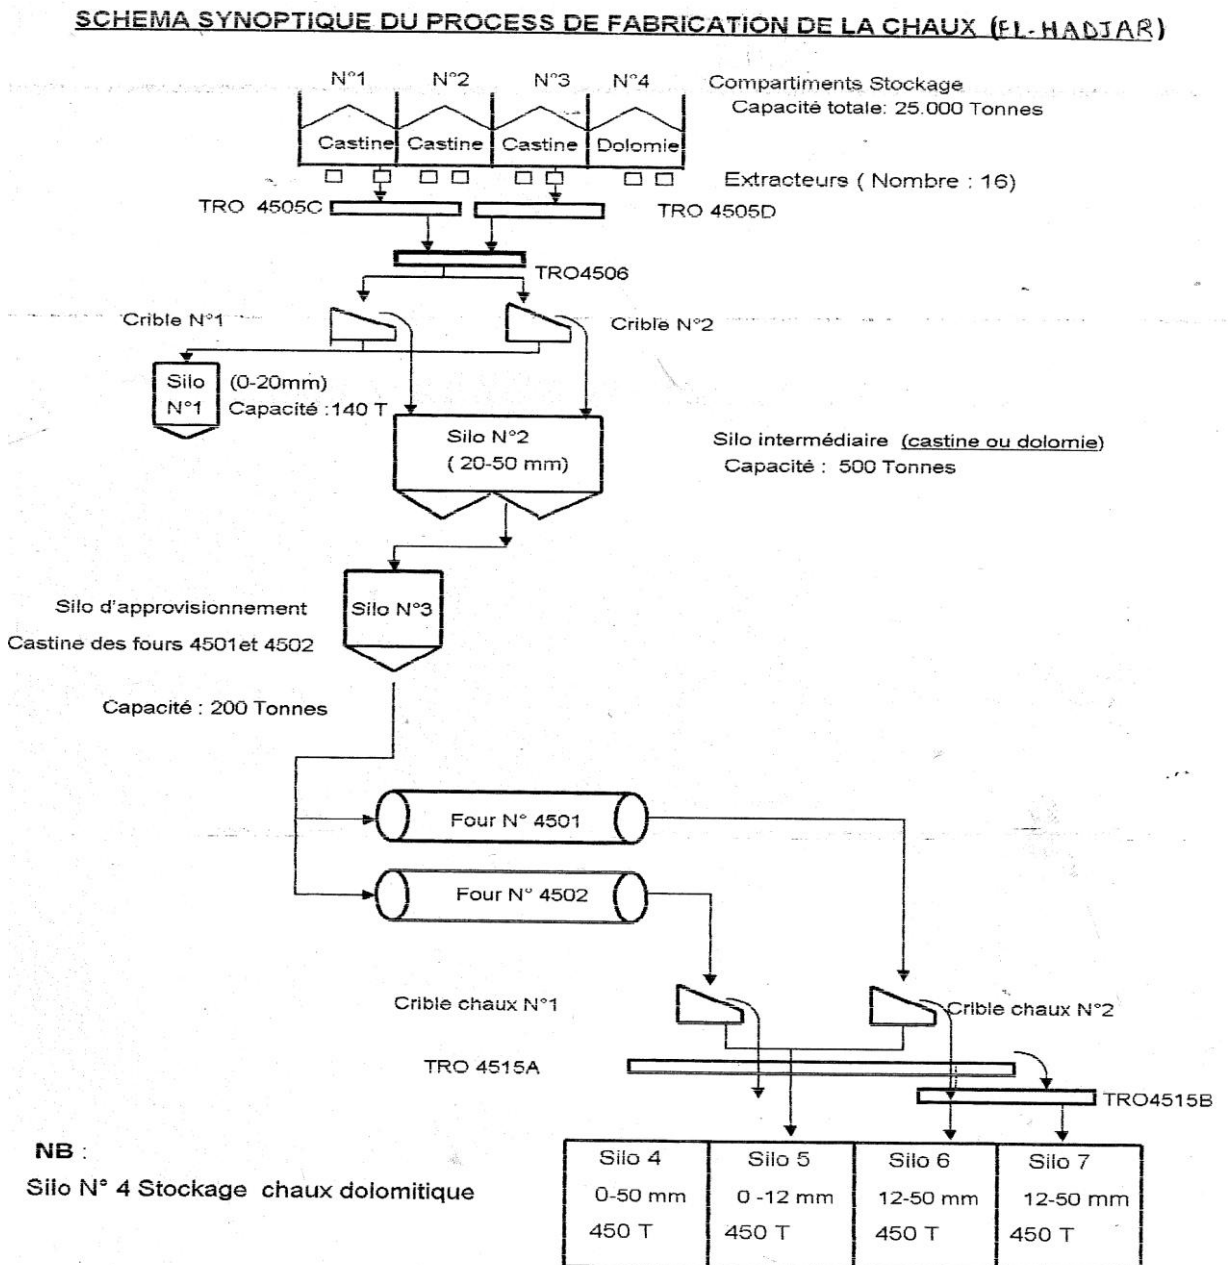 SCHEMA SYNOPTIQUE DU PROCESS DE FABRICATION DE LA CHAUX (EL-HADJAR)
N°1 N°2 N°3 N°4
Compartiments Stockage
Capacité totale: 25.000 Tonnes
Castine Castine Castine Dolomie
Extracteurs ( Nombre : 16)
TRO 4505C
TRO 4505D
TRO4506
Crible N°1
Crible N°2
Silo
N°1
(0-20mm)
Capacité :140 T
Silo N°2
( 20-50 mm)
Silo intermédiaire (castine ou dolomie)
Capacité : 500 Tonnes
Silo d'approvisionnement
Castine des fours 4501et 4502
Silo N°3
Capacité : 200 Tonnes
Four N° 4501
Four N° 4502
Crible chaux N°1
Crible chaux N°2
TRO 4515A
TRO4515B
NB :
Silo N° 4 Stockage chaux dolomitique
Silo 4
0-50 mm
450 T
Silo 5
0 -12 mm
450 T
Silo 6
12-50 mm
450 T
Silo 7
12-50 mm
450 T